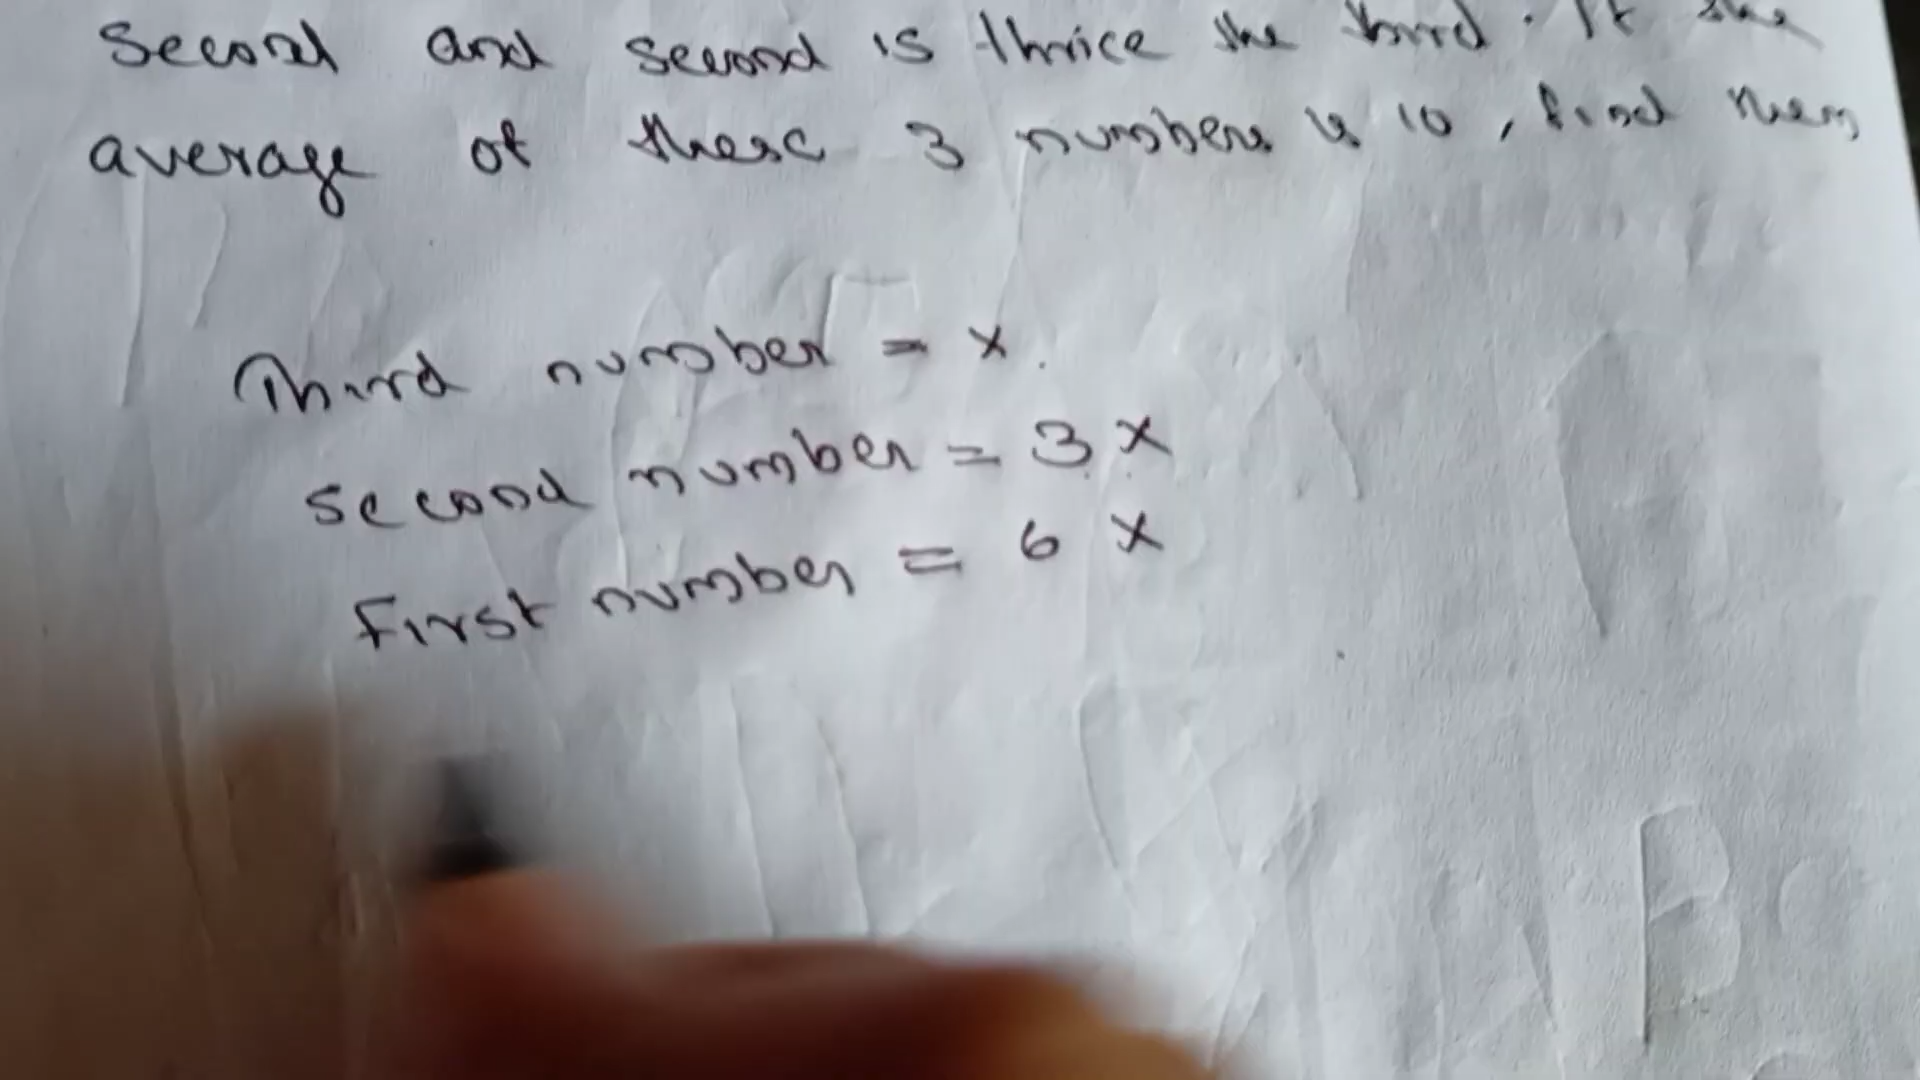 Second and second is thrice the third. If the
average of these 3 numbers is 10, find them
Third number = x.
Second number = 3x
First number = 6x